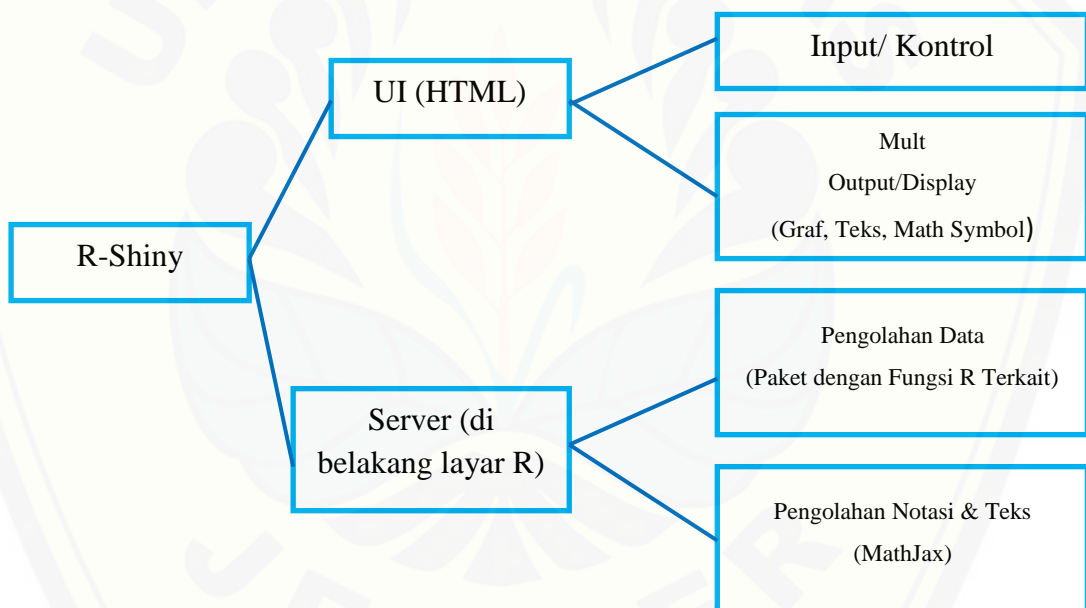 Input/ Kontrol
UI (HTML)
Mult
Output/Display
(Graf, Teks, Math Symbol)
R-Shiny
Pengolahan Data
(Paket dengan Fungsi R Terkait)
Server (di
belakang layar R)
Pengolahan Notasi & Teks
(MathJax)